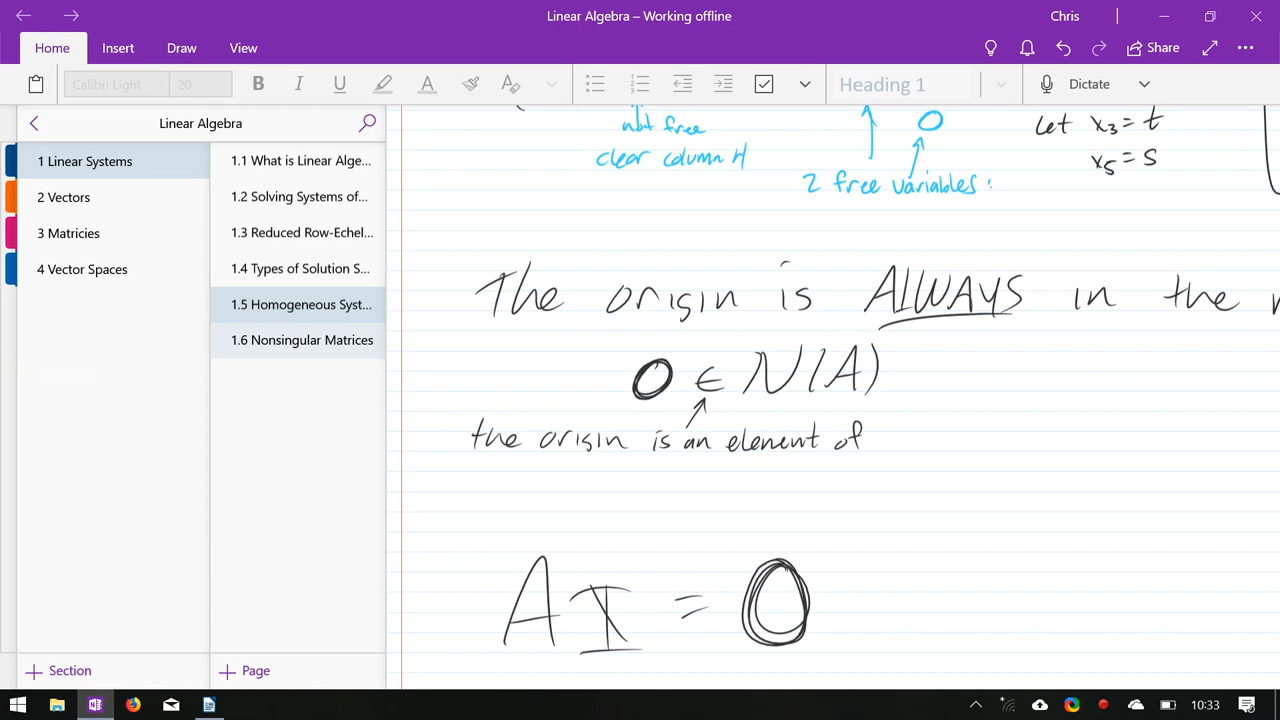 Linear Algebra – Working offline
Chris
Home
Insert
Draw
View
Share
Calibri Light
20
B
I
U
A
A
Heading 1
Dictate
Linear Algebra
1 Linear Systems
2 Vectors
3 Matricies
4 Vector Spaces
1.1 What is Linear Alge...
1.2 Solving Systems of...
1.3 Reduced Row-Echel...
1.4 Types of Solution S...
1.5 Homogeneous Syst...
1.6 Nonsingular Matrices
not free
clear column 4
0
2 free variables:
Let x₃ = t
x₅ = s
The origin is ALWAYS in the
0 ∈ N(A)
the origin is an element of
A = 0
+ Section
+ Page
10:33